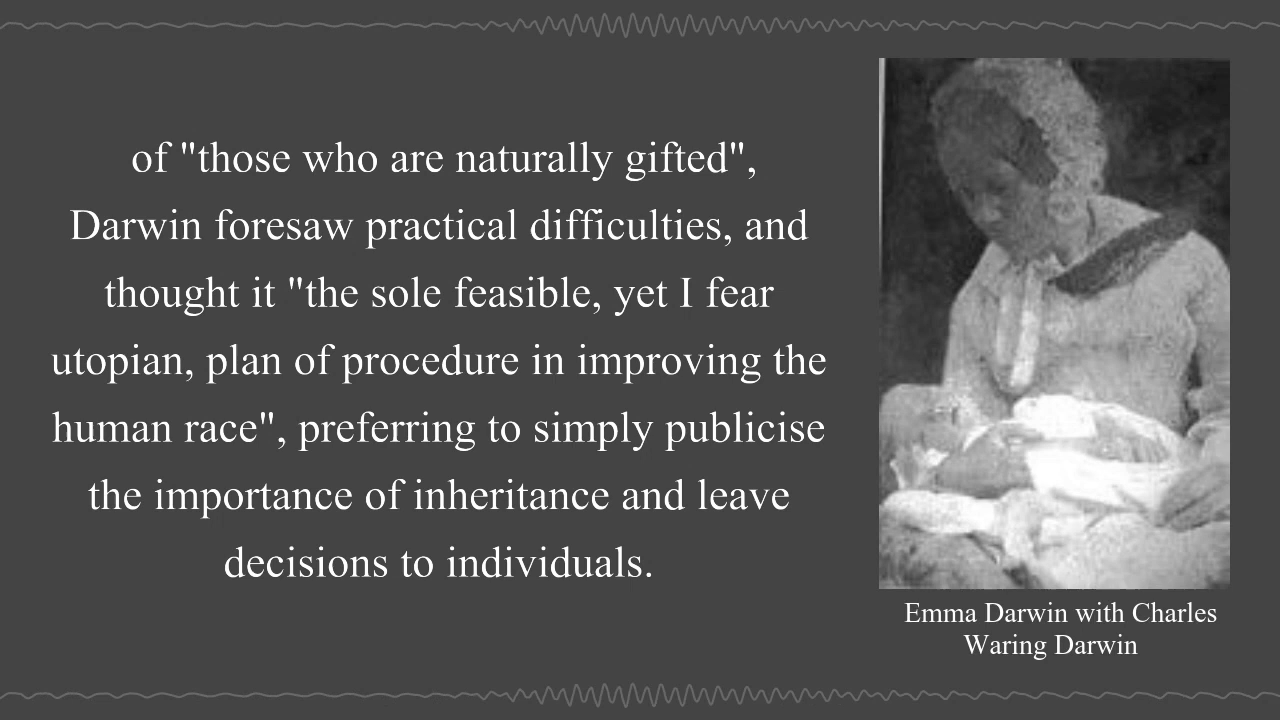 of "those who are naturally gifted",
Darwin foresaw practical difficulties, and
thought it "the sole feasible, yet I fear
utopian, plan of procedure in improving the
human race", preferring to simply publicise
the importance of inheritance and leave
decisions to individuals.
Emma Darwin with Charles
Waring Darwin